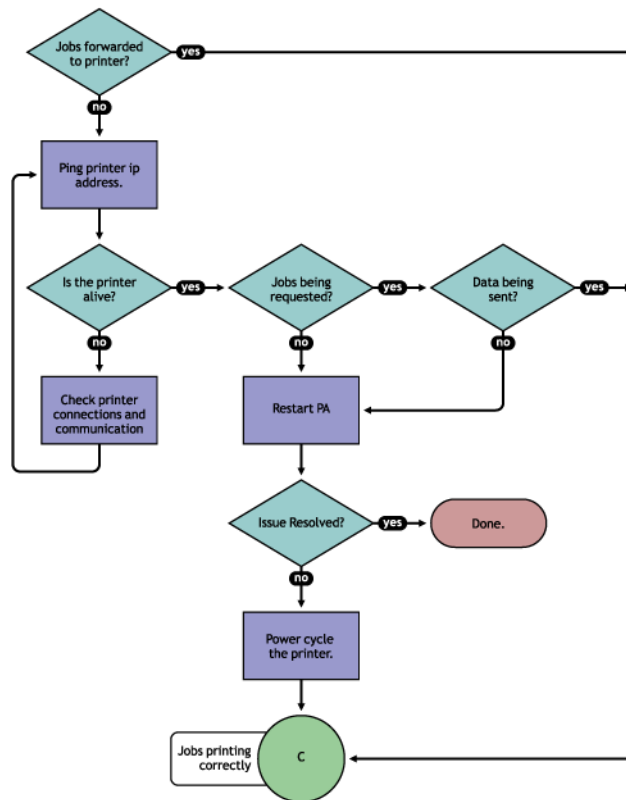 Jobs forwarded
to printer?
yes
no
Ping printer ip
address.
Is the printer
alive?
yes
Jobs being
requested?
yes
Data being
sent?
yes
no
no
no
Check printer
connections and
communication
Restart PA
Issue Resolved?
yes
Done.
no
Power cycle
the printer.
Jobs printing
correctly
C